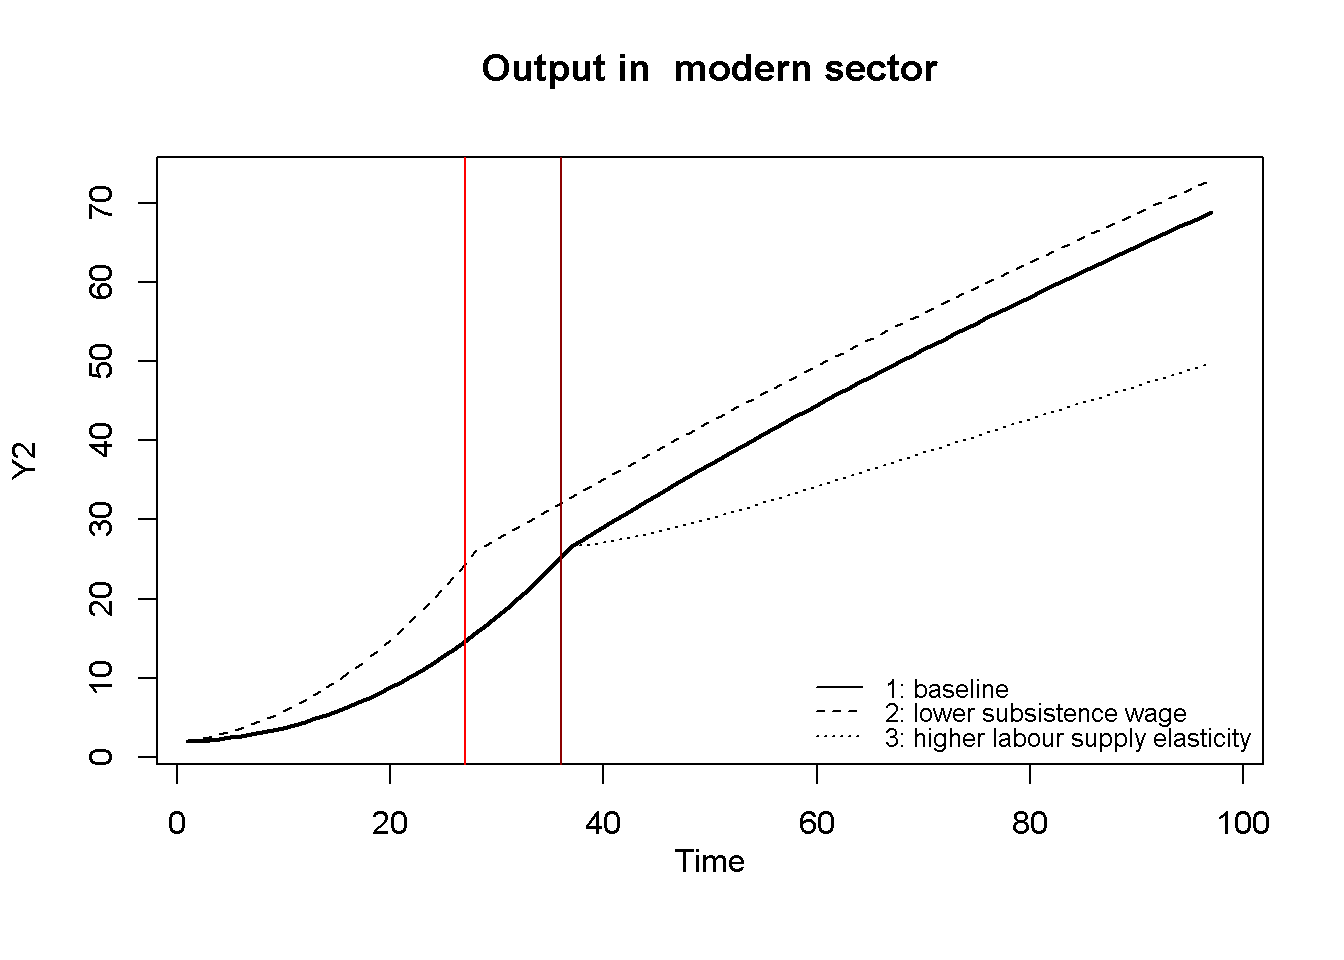 Output in  modern sector
Y2
70
60
50
40
30
20
10
0
1: baseline
2: lower subsistence wage
3: higher labour supply elasticity
0 20 40 60 80 100
Time